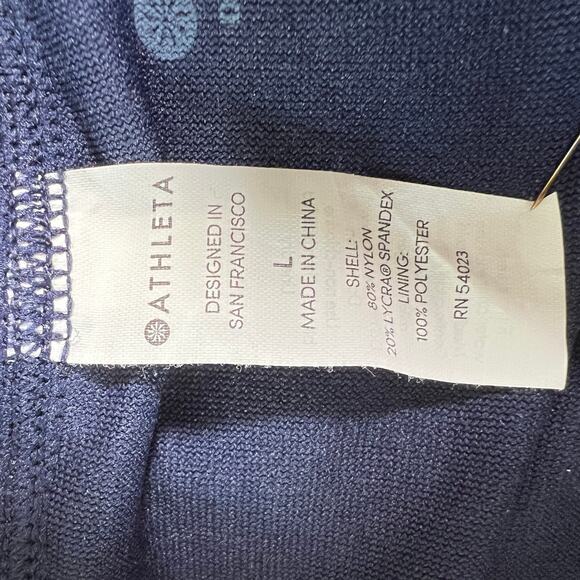 ATHLETA
DESIGNED IN
SAN FRANCISCO
L
MADE IN CHINA
SHELL:
80% NYLON
20% LYCRA® SPANDEX
LINING:
100% POLYESTER
RN 54023